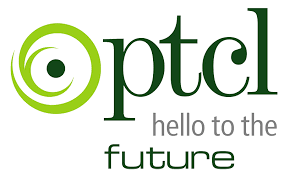 ptcl
hello to the
future